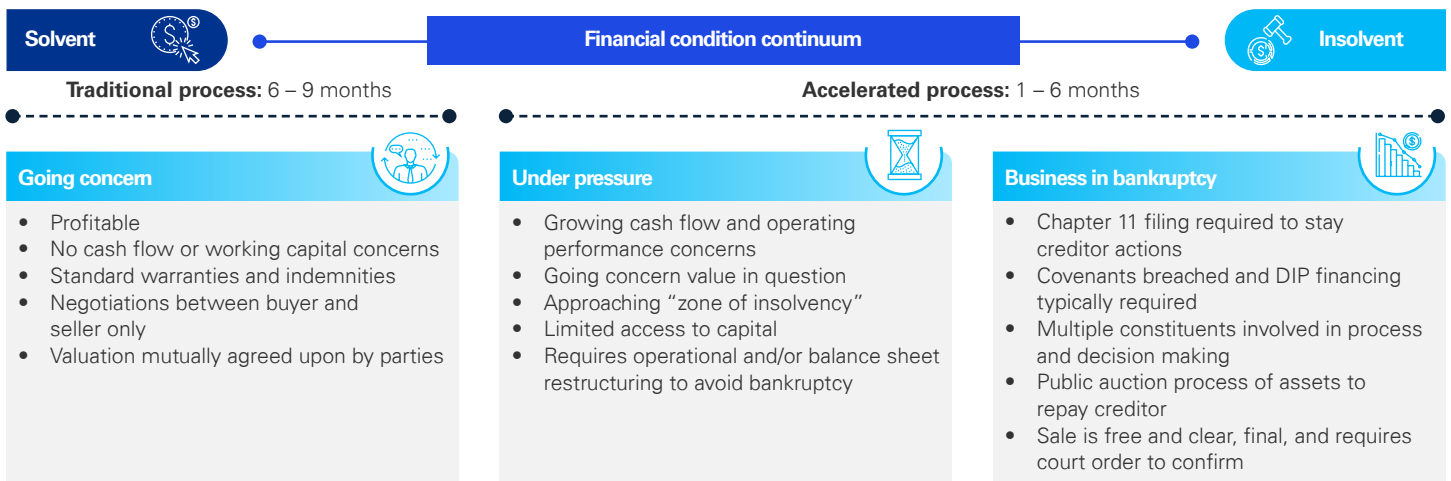 Solvent
Financial condition continuum
Insolvent
Traditional process: 6 – 9 months
Accelerated process: 1 – 6 months
Going concern
• Profitable
• No cash flow or working capital concerns
• Standard warranties and indemnities
• Negotiations between buyer and
seller only
• Valuation mutually agreed upon by parties
Under pressure
• Growing cash flow and operating
performance concerns
• Going concern value in question
• Approaching “zone of insolvency”
• Limited access to capital
• Requires operational and/or balance sheet
restructuring to avoid bankruptcy
Business in bankruptcy
• Chapter 11 filing required to stay
creditor actions
• Covenants breached and DIP financing
typically required
• Multiple constituents involved in process
and decision making
• Public auction process of assets to
repay creditor
• Sale is free and clear, final, and requires
court order to confirm